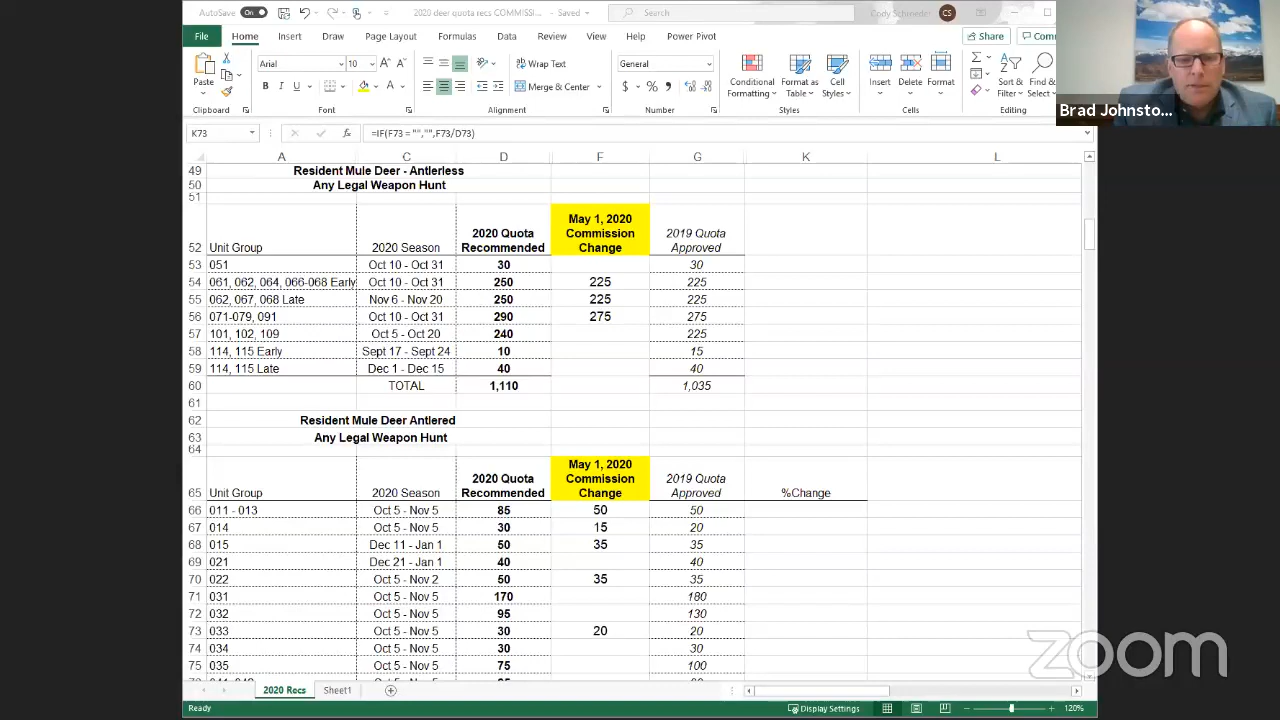 AutoSave On 2020 deer quota recs COMMISSI... - Saved Search Cody Schroeder CS
File Home Insert Draw Page Layout Formulas Data Review View Help Power Pivot Share Com
Paste Arial 10 Wrap Text General Conditional Formatting Format as Table Cell Styles Insert Delete Format Sort & Filter Find &
B I U Merge & Center $ %
Clipboard Font Alignment Number Styles Cells Editing
K73 fx =IF(F73 = "","",F73/D73)
A C D F G K L
49 Resident Mule Deer - Antlerless
50 Any Legal Weapon Hunt
51
52 Unit Group 2020 Season 2020 Quota Recommended May 1, 2020 Commission Change 2019 Quota Approved
53 051 Oct 10 - Oct 31 30 30
54 061, 062, 064, 066-068 Early Oct 10 - Oct 31 250 225 225
55 062, 067, 068 Late Nov 6 - Nov 20 250 225 225
56 071-079, 091 Oct 10 - Oct 31 290 275 275
57 101, 102, 109 Oct 5 - Oct 20 240 225
58 114, 115 Early Sept 17 - Sept 24 10 15
59 114, 115 Late Dec 1 - Dec 15 40 40
60 TOTAL 1,110 1,035
61
62 Resident Mule Deer Antlered
63 Any Legal Weapon Hunt
64
65 Unit Group 2020 Season 2020 Quota Recommended May 1, 2020 Commission Change 2019 Quota Approved %Change
66 011 - 013 Oct 5 - Nov 5 85 50 50
67 014 Oct 5 - Nov 5 30 15 20
68 015 Dec 11 - Jan 1 50 35 35
69 021 Dec 21 - Jan 1 40 40
70 022 Oct 5 - Nov 2 50 35 35
71 031 Oct 5 - Nov 5 170 180
72 032 Oct 5 - Nov 5 95 130
73 033 Oct 5 - Nov 5 30 20 20
74 034 Oct 5 - Nov 5 30 30
75 035 Oct 5 - Nov 5 75 100
2020 Recs Sheet1
Ready Display Settings 120%
Brad Johnsto...
zoom